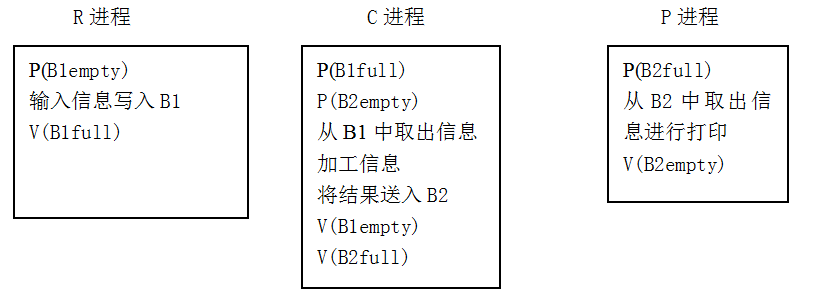 R 进程
C 进程
P 进程
P(B1empty)
输入信息写入 B1
V(B1full)
P(B1full)
P(B2empty)
从 B1 中取出信息
加工信息
将结果送入 B2
V(B1empty)
V(B2full)
P(B2full)
从 B2 中取出信
息进行打印
V(B2empty)